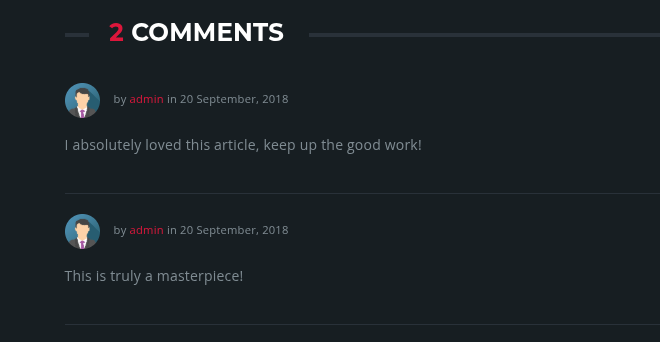 2 COMMENTS
by admin in 20 September, 2018
I absolutely loved this article, keep up the good work!
by admin in 20 September, 2018
This is truly a masterpiece!